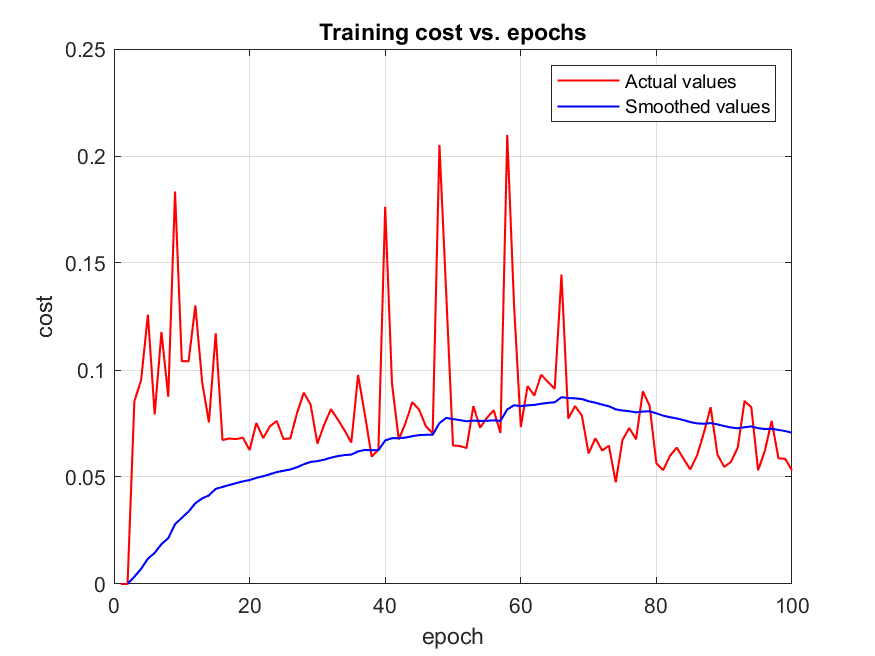 Training cost vs. epochs
0.25
0.2
0.15
0.1
0.05
0
Actual values
Smoothed values
cost
0 20 40 60 80 100
epoch